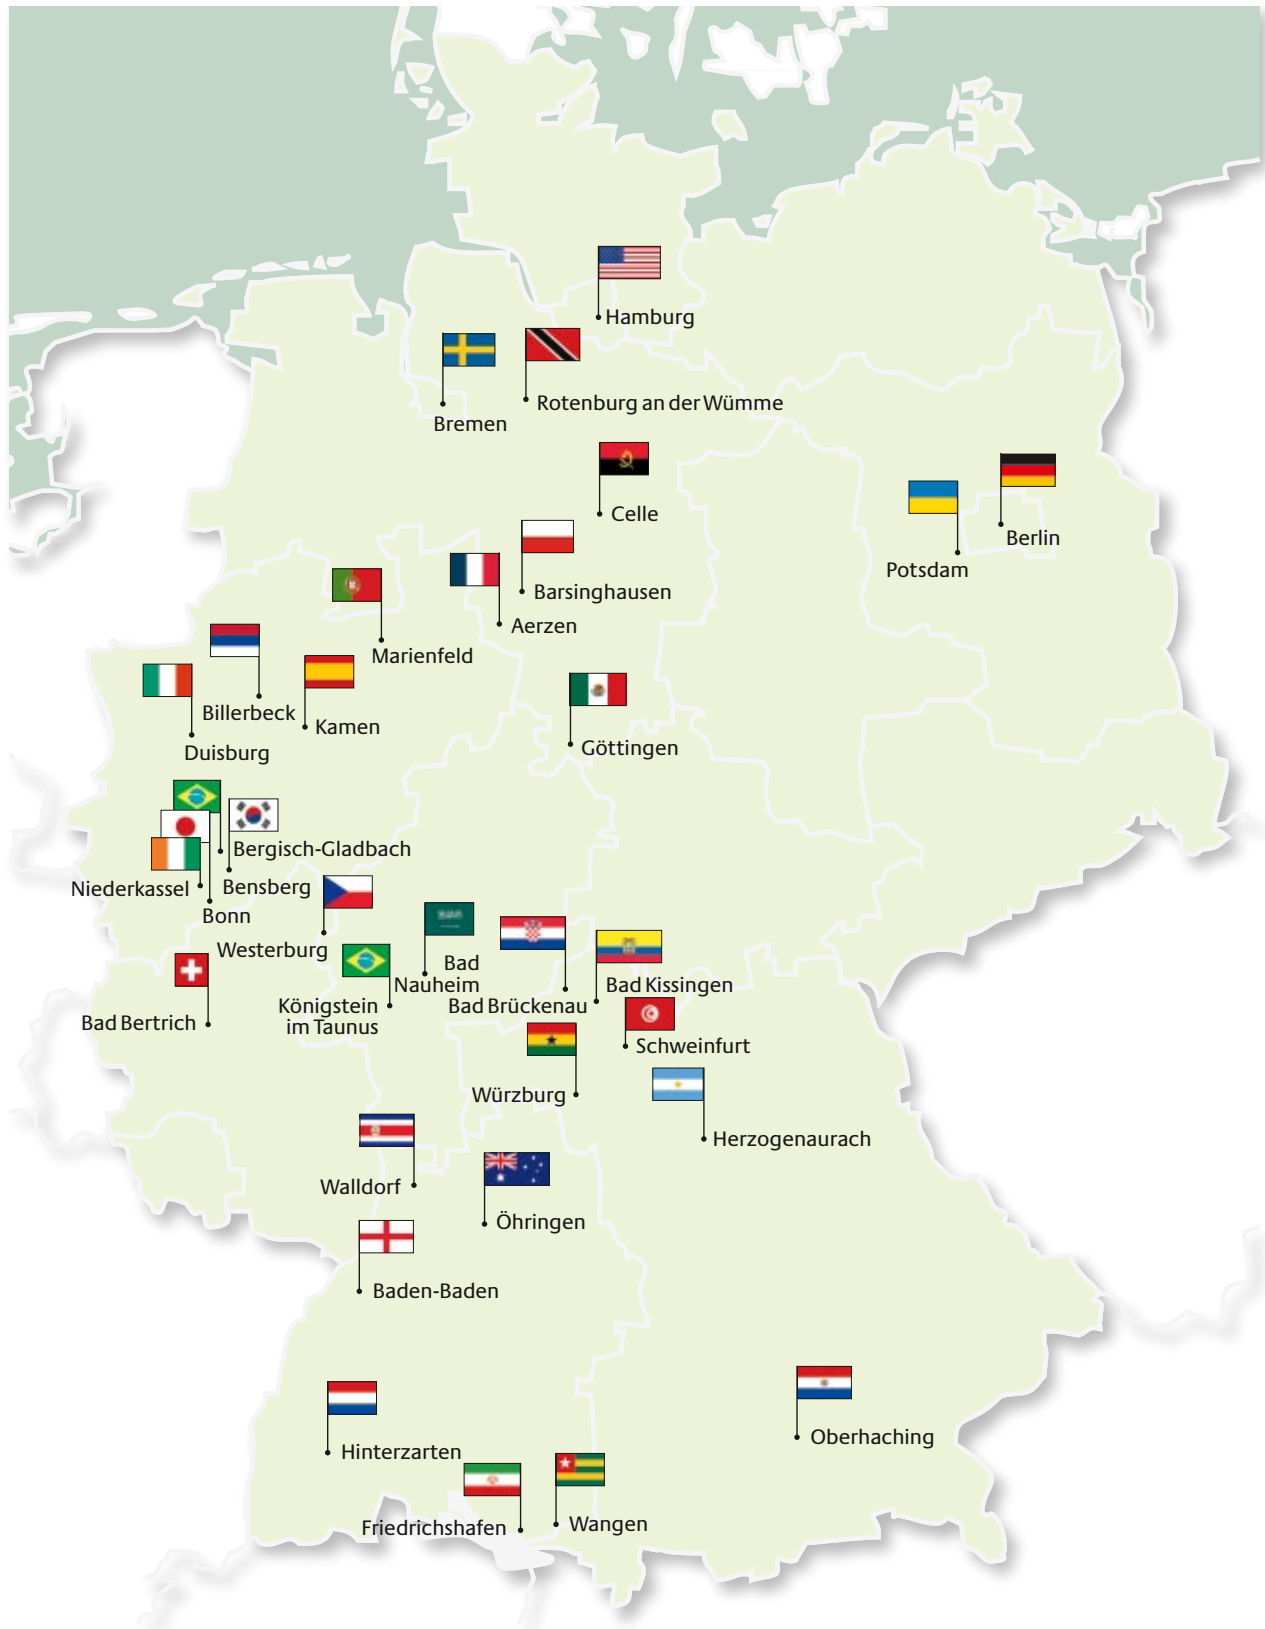 Hamburg
Rotenburg an der Wümme
Bremen
Celle
Berlin
Potsdam
Barsinghausen
Aerzen
Marienfeld
Billerbeck
Kamen
Duisburg
Göttingen
Bergisch-Gladbach
Niederkassel
Bensberg
Bonn
Westerburg
Bad
Nauheim
Königstein
im Taunus
Bad Brückenau
Bad Kissingen
Bad Bertrich
Schweinfurt
Würzburg
Herzogenaurach
Walldorf
Öhringen
Baden-Baden
Oberhaching
Hinterzarten
Friedrichshafen
Wangen